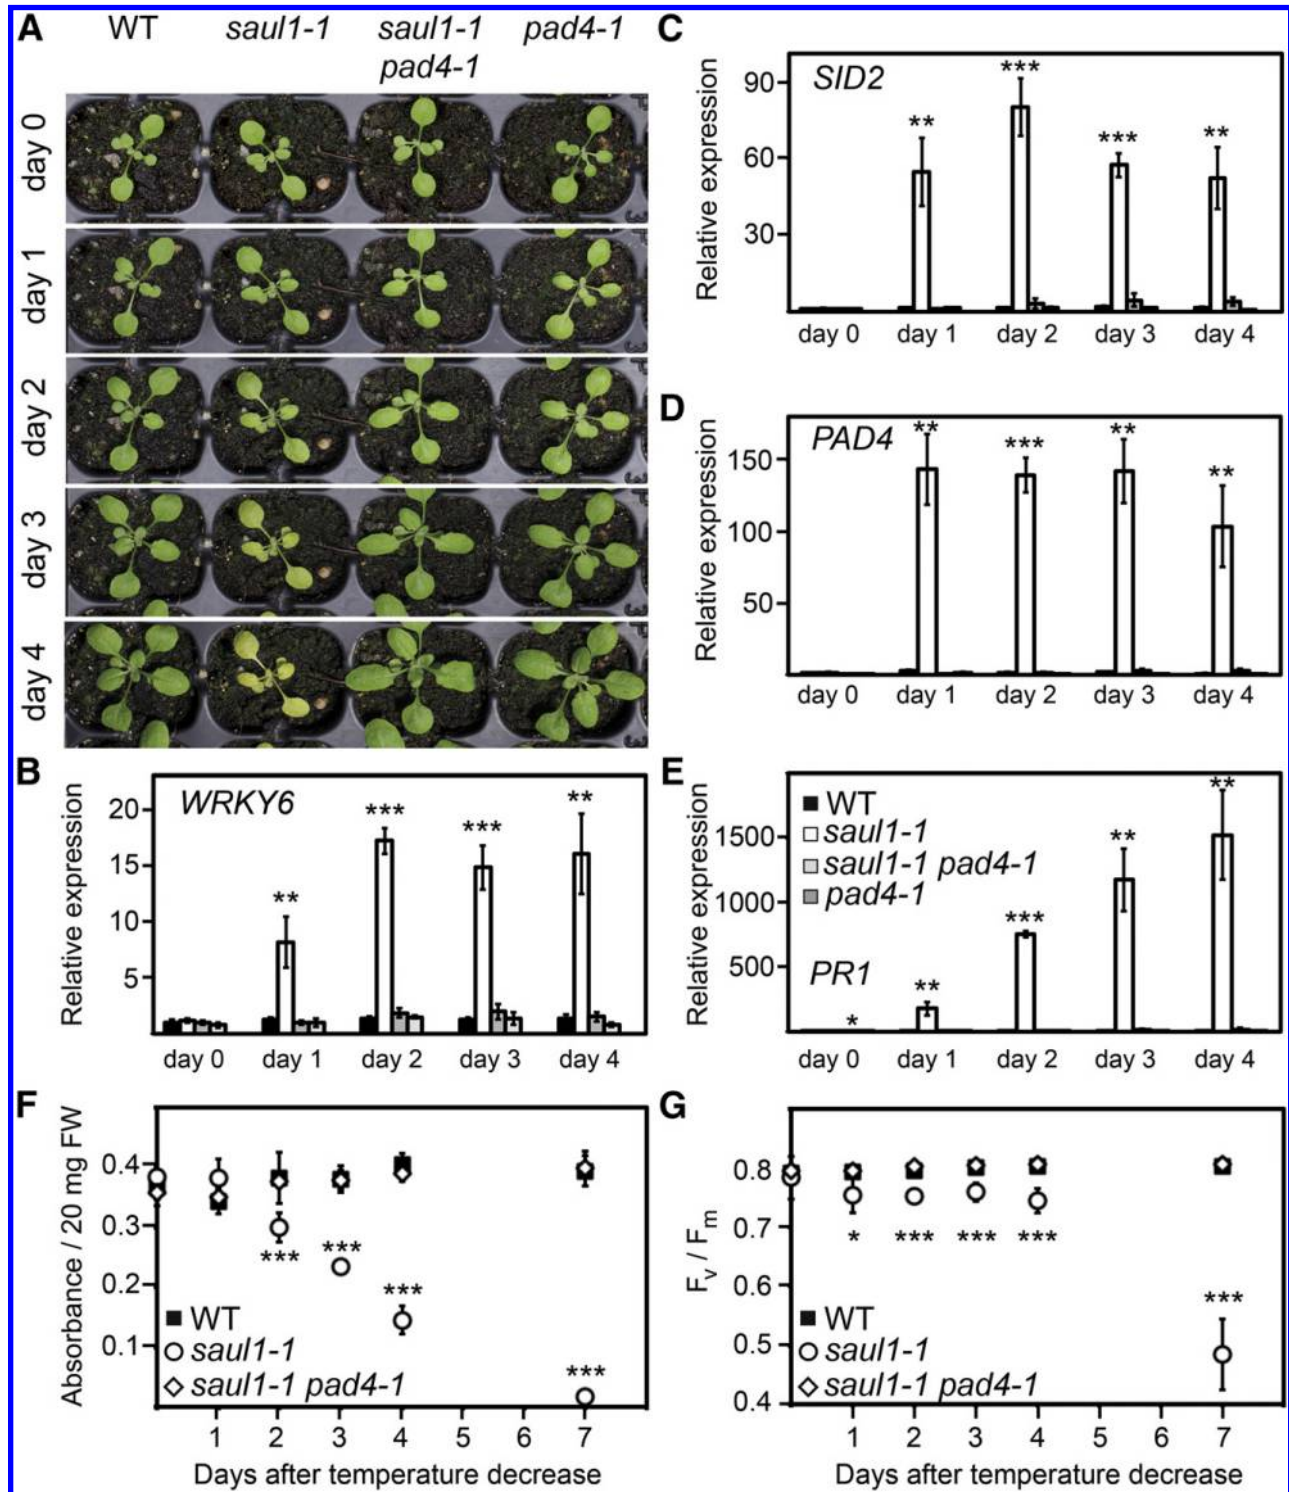 A
WT
saul1-1
saul1-1
pad4-1
pad4-1
day 0
day 1
day 2
day 3
day 4
B
WRKY6
Relative expression
20
15
10
5
**
***
***
**
day 0
day 1
day 2
day 3
day 4
C
SID2
Relative expression
90
60
30
**
***
***
**
day 0
day 1
day 2
day 3
day 4
D
PAD4
Relative expression
150
100
50
**
***
**
**
day 0
day 1
day 2
day 3
day 4
E
WT
saul1-1
saul1-1 pad4-1
pad4-1
PR1
Relative expression
1500
1000
500
*
**
***
**
**
day 0
day 1
day 2
day 3
day 4
F
Absorbance / 20 mg FW
0.4
0.3
0.2
0.1
***
***
***
***
WT
saul1-1
saul1-1 pad4-1
1 2 3 4 5 6 7
Days after temperature decrease
G
Fv / Fm
0.8
0.7
0.6
0.5
0.4
*
***
***
***
***
WT
saul1-1
saul1-1 pad4-1
1 2 3 4 5 6 7
Days after temperature decrease